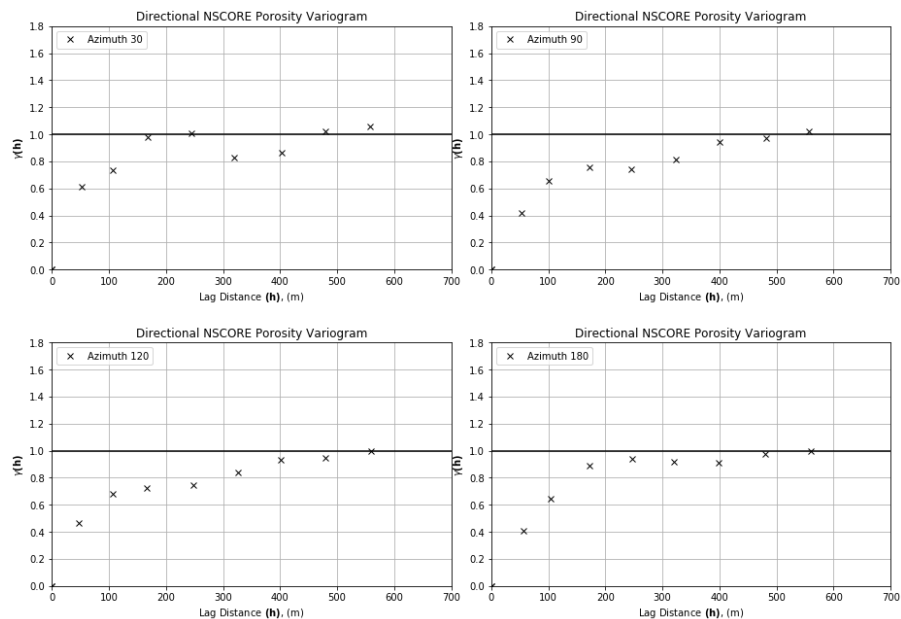 Directional NSCORE Porosity Variogram
1.8
1.6
1.4
1.2
1.0
0.8
0.6
0.4
0.2
0.0
γ(h)
× Azimuth 30
0 100 200 300 400 500 600 700
Lag Distance (h), (m)
Directional NSCORE Porosity Variogram
1.8
1.6
1.4
1.2
1.0
0.8
0.6
0.4
0.2
0.0
γ(h)
× Azimuth 90
0 100 200 300 400 500 600 700
Lag Distance (h), (m)
Directional NSCORE Porosity Variogram
1.8
1.6
1.4
1.2
1.0
0.8
0.6
0.4
0.2
0.0
γ(h)
× Azimuth 120
0 100 200 300 400 500 600 700
Lag Distance (h), (m)
Directional NSCORE Porosity Variogram
1.8
1.6
1.4
1.2
1.0
0.8
0.6
0.4
0.2
0.0
γ(h)
× Azimuth 180
0 100 200 300 400 500 600 700
Lag Distance (h), (m)